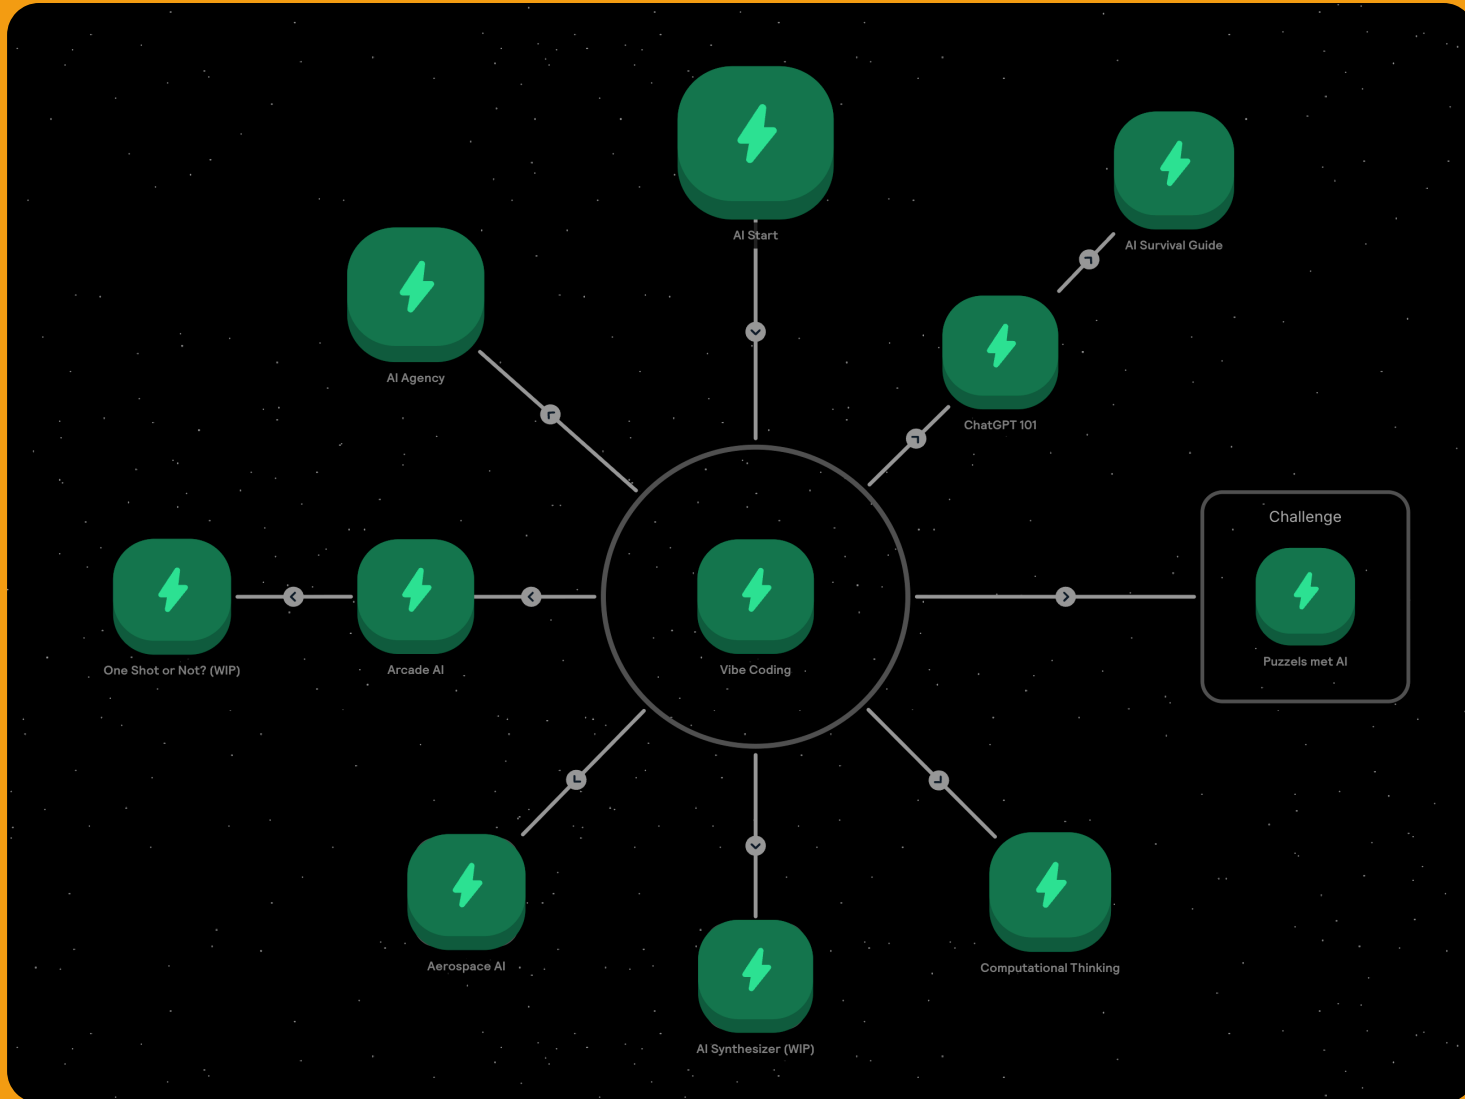 AI Start
AI Survival Guide
AI Agency
ChatGPT 101
Challenge
One Shot or Not? (WIP)
Arcade AI
Vibe Coding
Puzzels met AI
Aerospace AI
Computational Thinking
AI Synthesizer (WIP)